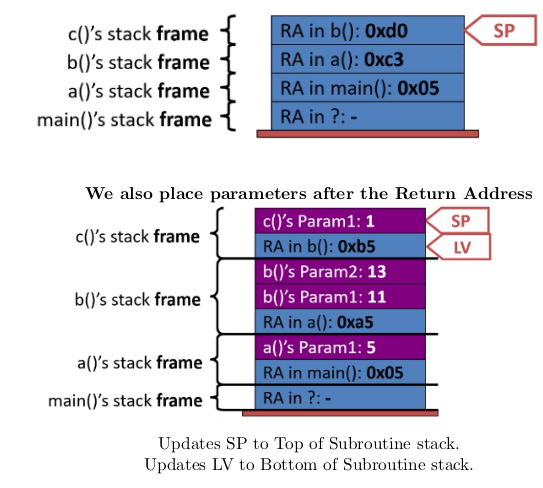 c()'s stack frame
RA in b(): 0xd0
SP
b()'s stack frame
RA in a(): 0xc3
a()'s stack frame
RA in main(): 0x05
main()'s stack frame
RA in ?: -
We also place parameters after the Return Address
c()'s stack frame
c()'s Param1: 1
SP
RA in b(): 0xb5
LV
b()'s stack frame
b()'s Param2: 13
b()'s Param1: 11
RA in a(): 0xa5
a()'s stack frame
a()'s Param1: 5
RA in main(): 0x05
main()'s stack frame
RA in ?: -
Updates SP to Top of Subroutine stack.
Updates LV to Bottom of Subroutine stack.